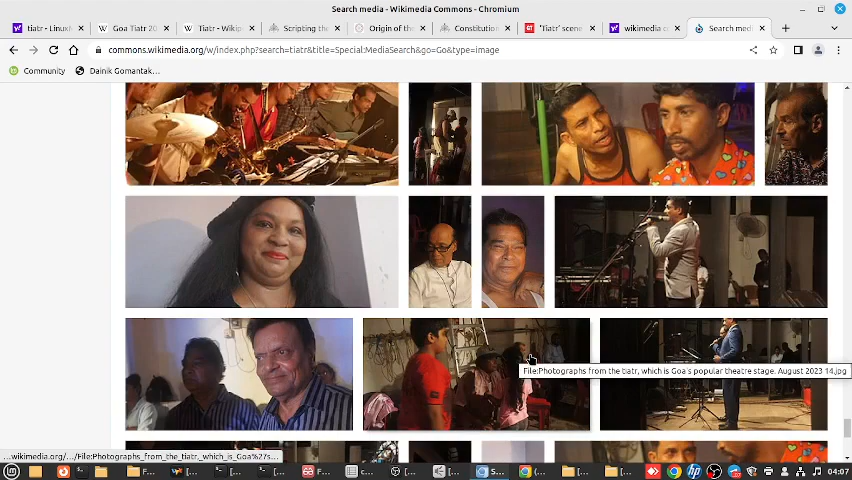 Search media - Wikimedia Commons - Chromium
tiatr - LinuxM
Goa Tiatr 20
Tiatr - Wikip
Scripting the
Origin of the
Constitution
'Tiatr' scene
wikimedia c
Search med
commons.wikimedia.org/w/index.php?search=tiatr&title=Special:MediaSearch&go=Go&type=image
Community
Dainik Gomantak...
File:Photographs from the tiatr, which is Goa's popular theatre stage. August 2023 14.jpg
...wikimedia.org/.../File:Photographs_from_the_tiatr,_which_is_Goa%27s...
04:07